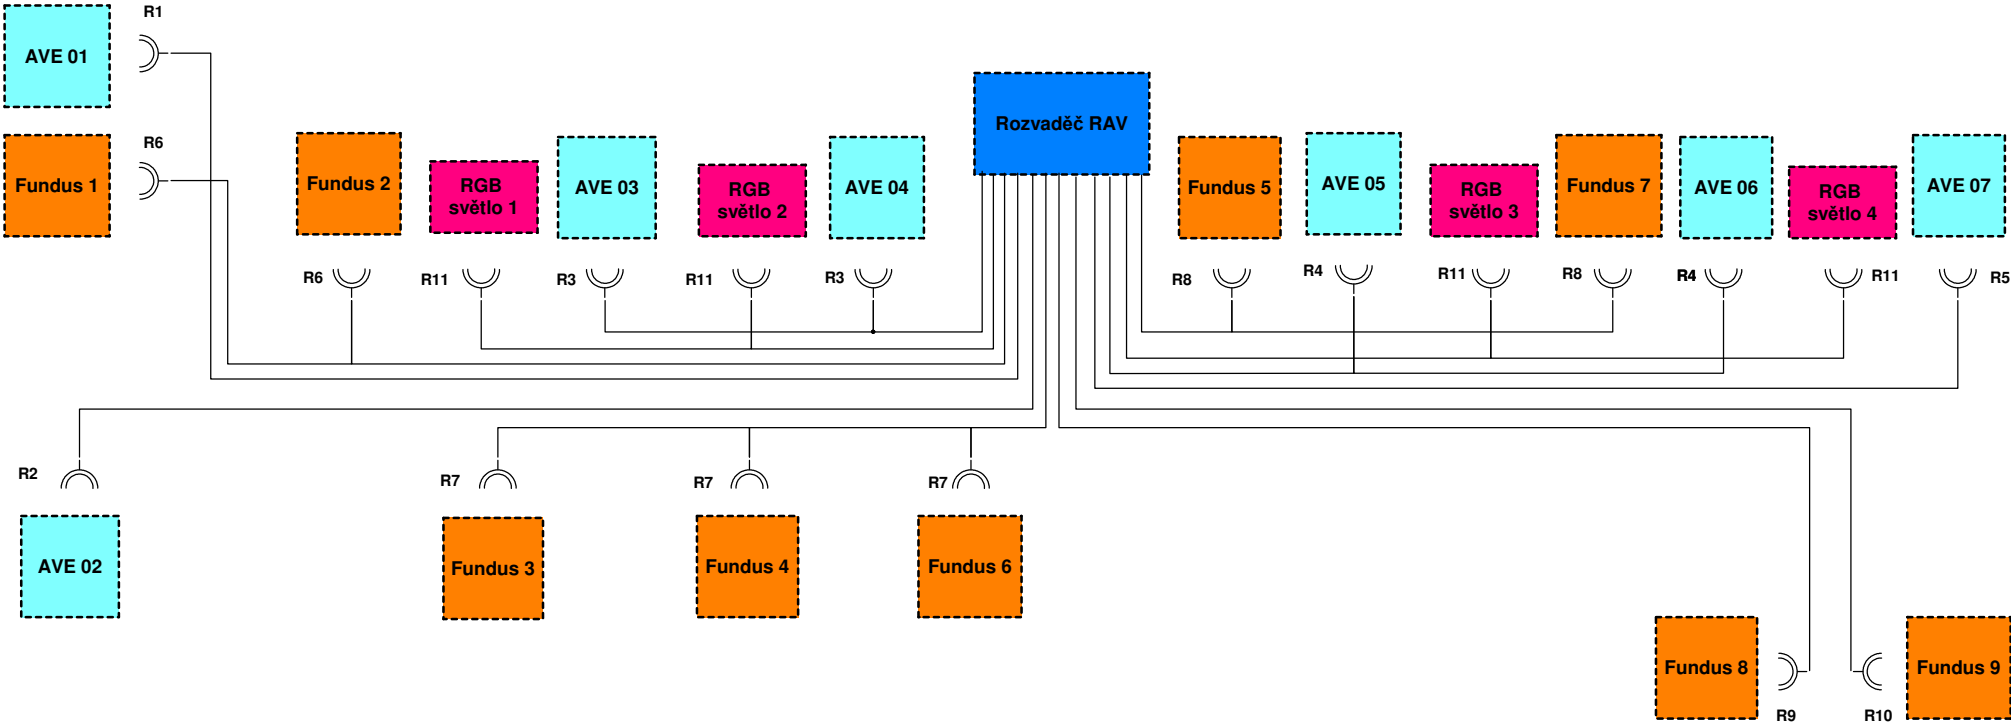 R1
AVE 01
R6
Fundus 1
Fundus 2
RGB
světlo 1
AVE 03
RGB
světlo 2
AVE 04
Rozvaděč RAV
Fundus 5
AVE 05
RGB
světlo 3
Fundus 7
AVE 06
RGB
světlo 4
AVE 07
R6
R11
R3
R11
R3
R8
R4
R11
R8
R4
R11
R5
R2
R7
R7
R7
AVE 02
Fundus 3
Fundus 4
Fundus 6
Fundus 8
Fundus 9
R9
R10